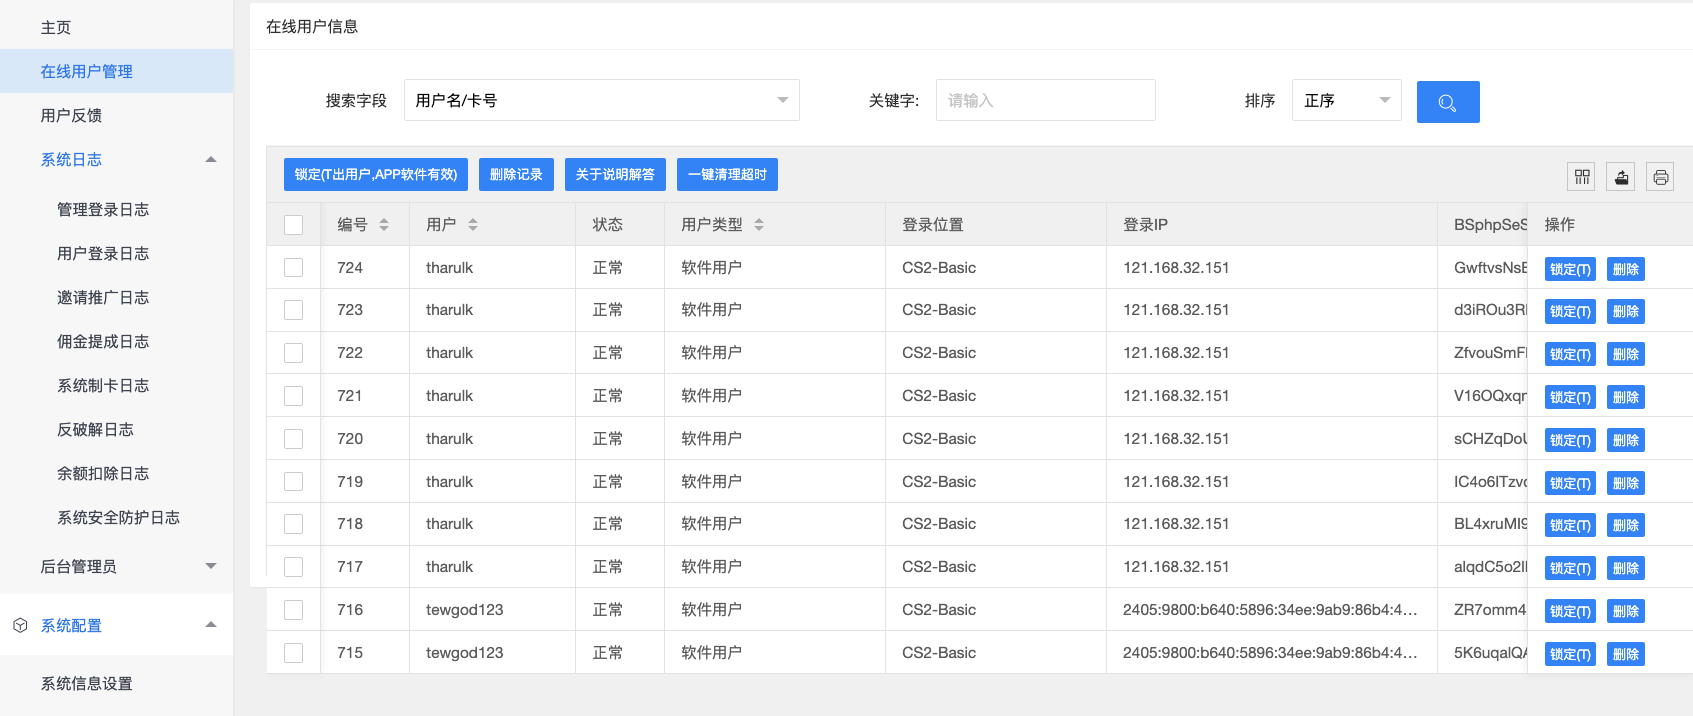 主页
在线用户管理
用户反馈
系统日志
管理登录日志
用户登录日志
邀请推广日志
佣金提成日志
系统制卡日志
反破解日志
余额扣除日志
系统安全防护日志
后台管理员
系统配置
系统信息设置
在线用户信息
搜索字段 用户名/卡号 关键字: 请输入 排序 正序
锁定(T出用户,APP软件有效) 删除记录 关于说明解答 一键清理超时
编号 用户 状态 用户类型 登录位置 登录IP BSphpSeS 操作
724 tharulk 正常 软件用户 CS2-Basic 121.168.32.151 GwftvsNsE 锁定(T) 删除
723 tharulk 正常 软件用户 CS2-Basic 121.168.32.151 d3iROu3R 锁定(T) 删除
722 tharulk 正常 软件用户 CS2-Basic 121.168.32.151 ZfvouSmF 锁定(T) 删除
721 tharulk 正常 软件用户 CS2-Basic 121.168.32.151 V16OQxqr 锁定(T) 删除
720 tharulk 正常 软件用户 CS2-Basic 121.168.32.151 sCHZqDoU 锁定(T) 删除
719 tharulk 正常 软件用户 CS2-Basic 121.168.32.151 锁定(T) 删除
718 tharulk 正常 软件用户 CS2-Basic 121.168.32.151 锁定(T) 删除
717 tharulk 正常 软件用户 CS2-Basic 121.168.32.151 锁定(T) 删除
716 tewgod123 正常 软件用户 CS2-Basic 2405:9800:b640:5896:34ee:9ab9:86b4:4... ZR7omm4 锁定(T) 删除
715 tewgod123 正常 软件用户 CS2-Basic 2405:9800:b640:5896:34ee:9ab9:86b4:4... 锁定(T) 删除